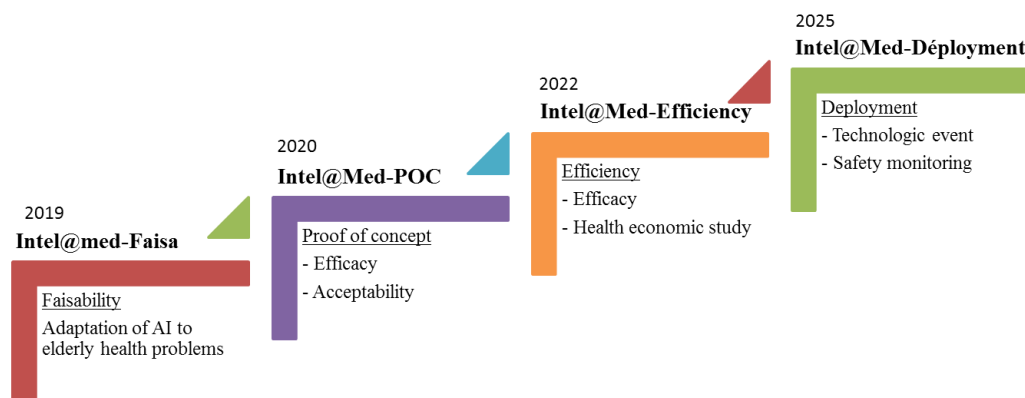 2019
Intel@med-Faisa
Faisability
Adaptation of AI to
elderly health problems
2020
Intel@Med-POC
Proof of concept
- Efficacy
- Acceptability
2022
Intel@Med-Efficiency
Efficiency
- Efficacy
- Health economic study
2025
Intel@Med-Déployment
Deployment
- Technologic event
- Safety monitoring